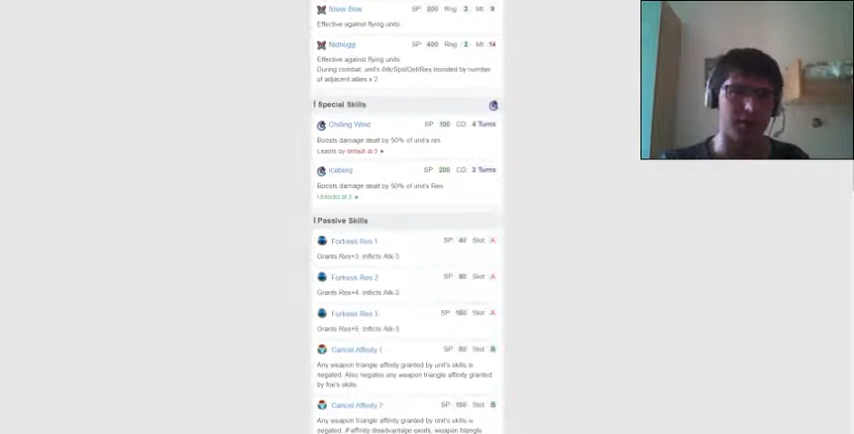 Silver Bow SP: 200 Rng 2 Mt 9
Effective against flying units.
Nidhogg SP: 400 Rng 2 Mt 14
Effective against flying units.
During combat, unit's Atk/Spd/Def/Res boosted by number
of adjacent allies x 2
Special Skills
Chilling Wind SP: 100 CD: 4 Turns
Boosts damage dealt by 50% of unit's res
Learns by default at 5 ★
Iceberg SP: 200 CD: 3 Turns
Boosts damage dealt by 50% of unit's Res
Unlocks at 5 ★
Passive Skills
Fortress Res 1 SP: 40 Slot: A
Grants Res+3, Inflicts Atk-3
Fortress Res 2 SP: 80 Slot: A
Grants Res+4, Inflicts Atk-3
Fortress Res 3 SP: 160 Slot: A
Grants Res+5, Inflicts Atk-3
Cancel Affinity 1 SP: 60 Slot: B
Any weapon triangle affinity granted by unit's skills is
negated. Also negates any weapon triangle affinity granted
by foe's skills.
Cancel Affinity 2 SP: 100 Slot: B
Any weapon triangle affinity granted by unit's skills is
negated. If affinity disadvantage exists, weapon triangle